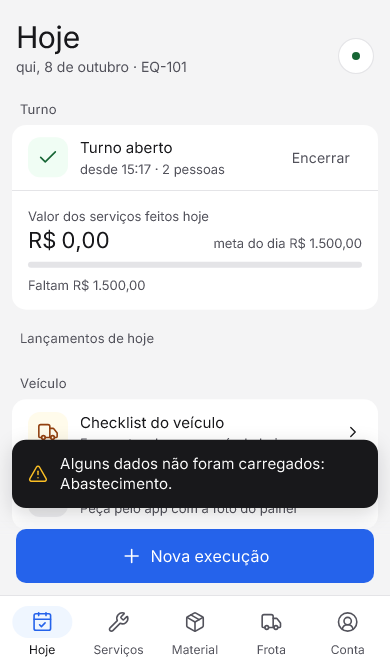 Hoje
qui, 8 de outubro · EQ-101
Turno
Turno aberto
desde 15:17 · 2 pessoas
Encerrar
Valor dos serviços feitos hoje
R$ 0,00
meta do dia R$ 1.500,00
Faltam R$ 1.500,00
Lançamentos de hoje
Veículo
Checklist do veículo
Alguns dados não foram carregados:
Abastecimento.
Peça pelo app com a foto do painel
Nova execução
Hoje
Serviços
Material
Frota
Conta